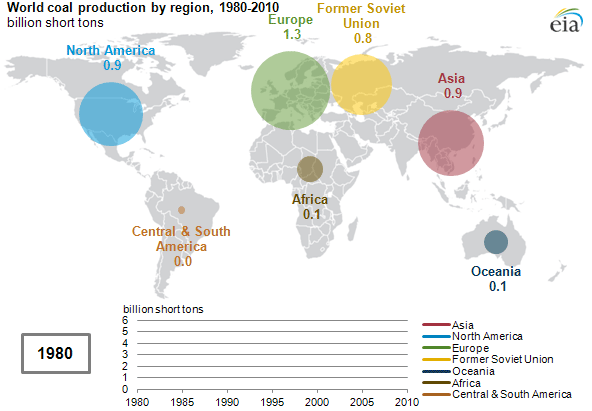 World coal production by region, 1980-2010
billion short tons
eia
Former Soviet
Union
0.8
Europe
1.3
North America
0.9
Asia
0.9
Africa
0.1
Central & South
America
0.0
Oceania
0.1
1980
billion short tons
6
5
4
3
2
1
0
1980 1985 1990 1995 2000 2005 2010
Asia
North America
Europe
Former Soviet Union
Oceania
Africa
Central & South America